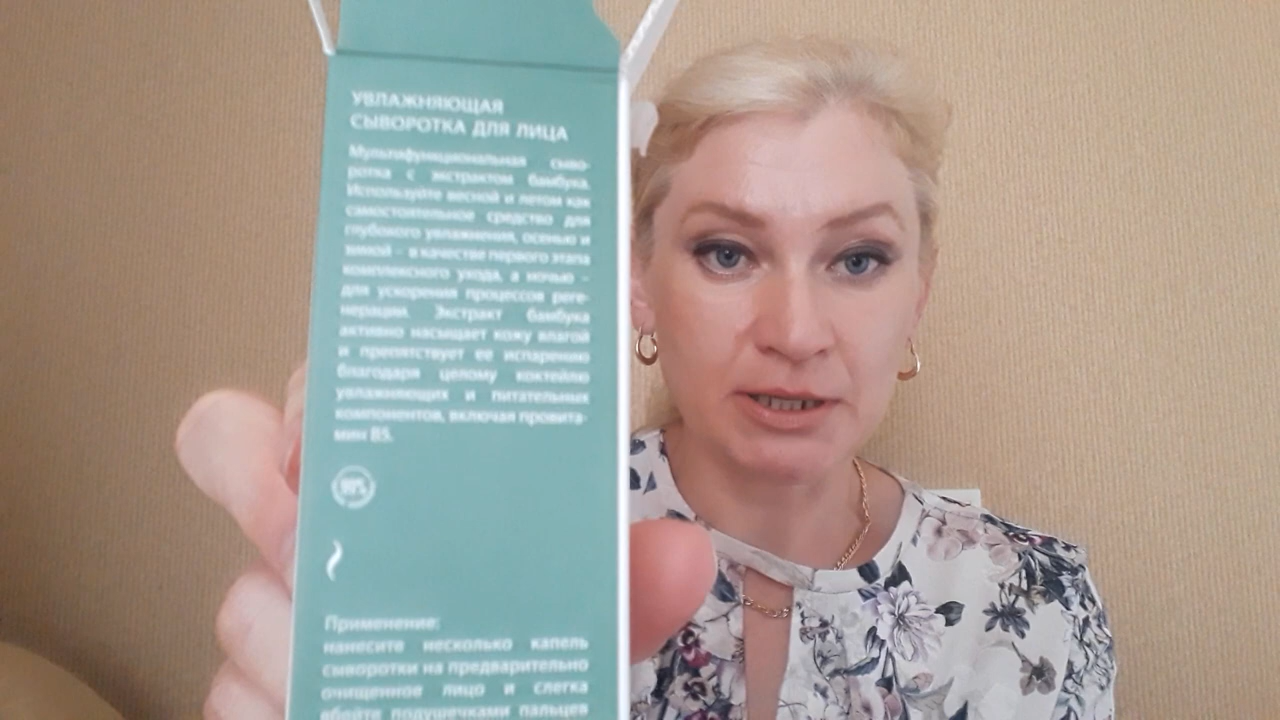 УВЛАЖНЯЮЩАЯ
СЫВОРОТКА ДЛЯ ЛИЦА
Мультифункциональная сыво-
ротка с экстрактом бамбука.
Используйте весной и летом как
самостоятельное средство для
глубокого увлажнения, осенью и
зимой – в качестве первого этапа
комплексного ухода, а ночью –
для ускорения процессов реге-
нерации. Экстракт бамбука
активно насыщает кожу влагой
и препятствует ее испарению
благодаря целому коктейлю
увлажняющих и питательных
компонентов, включая провита-
мин B5.
Применение:
нанесите несколько капель
сыворотки на предварительно
очищенное лицо и слегка
вбейте подушечками пальцев